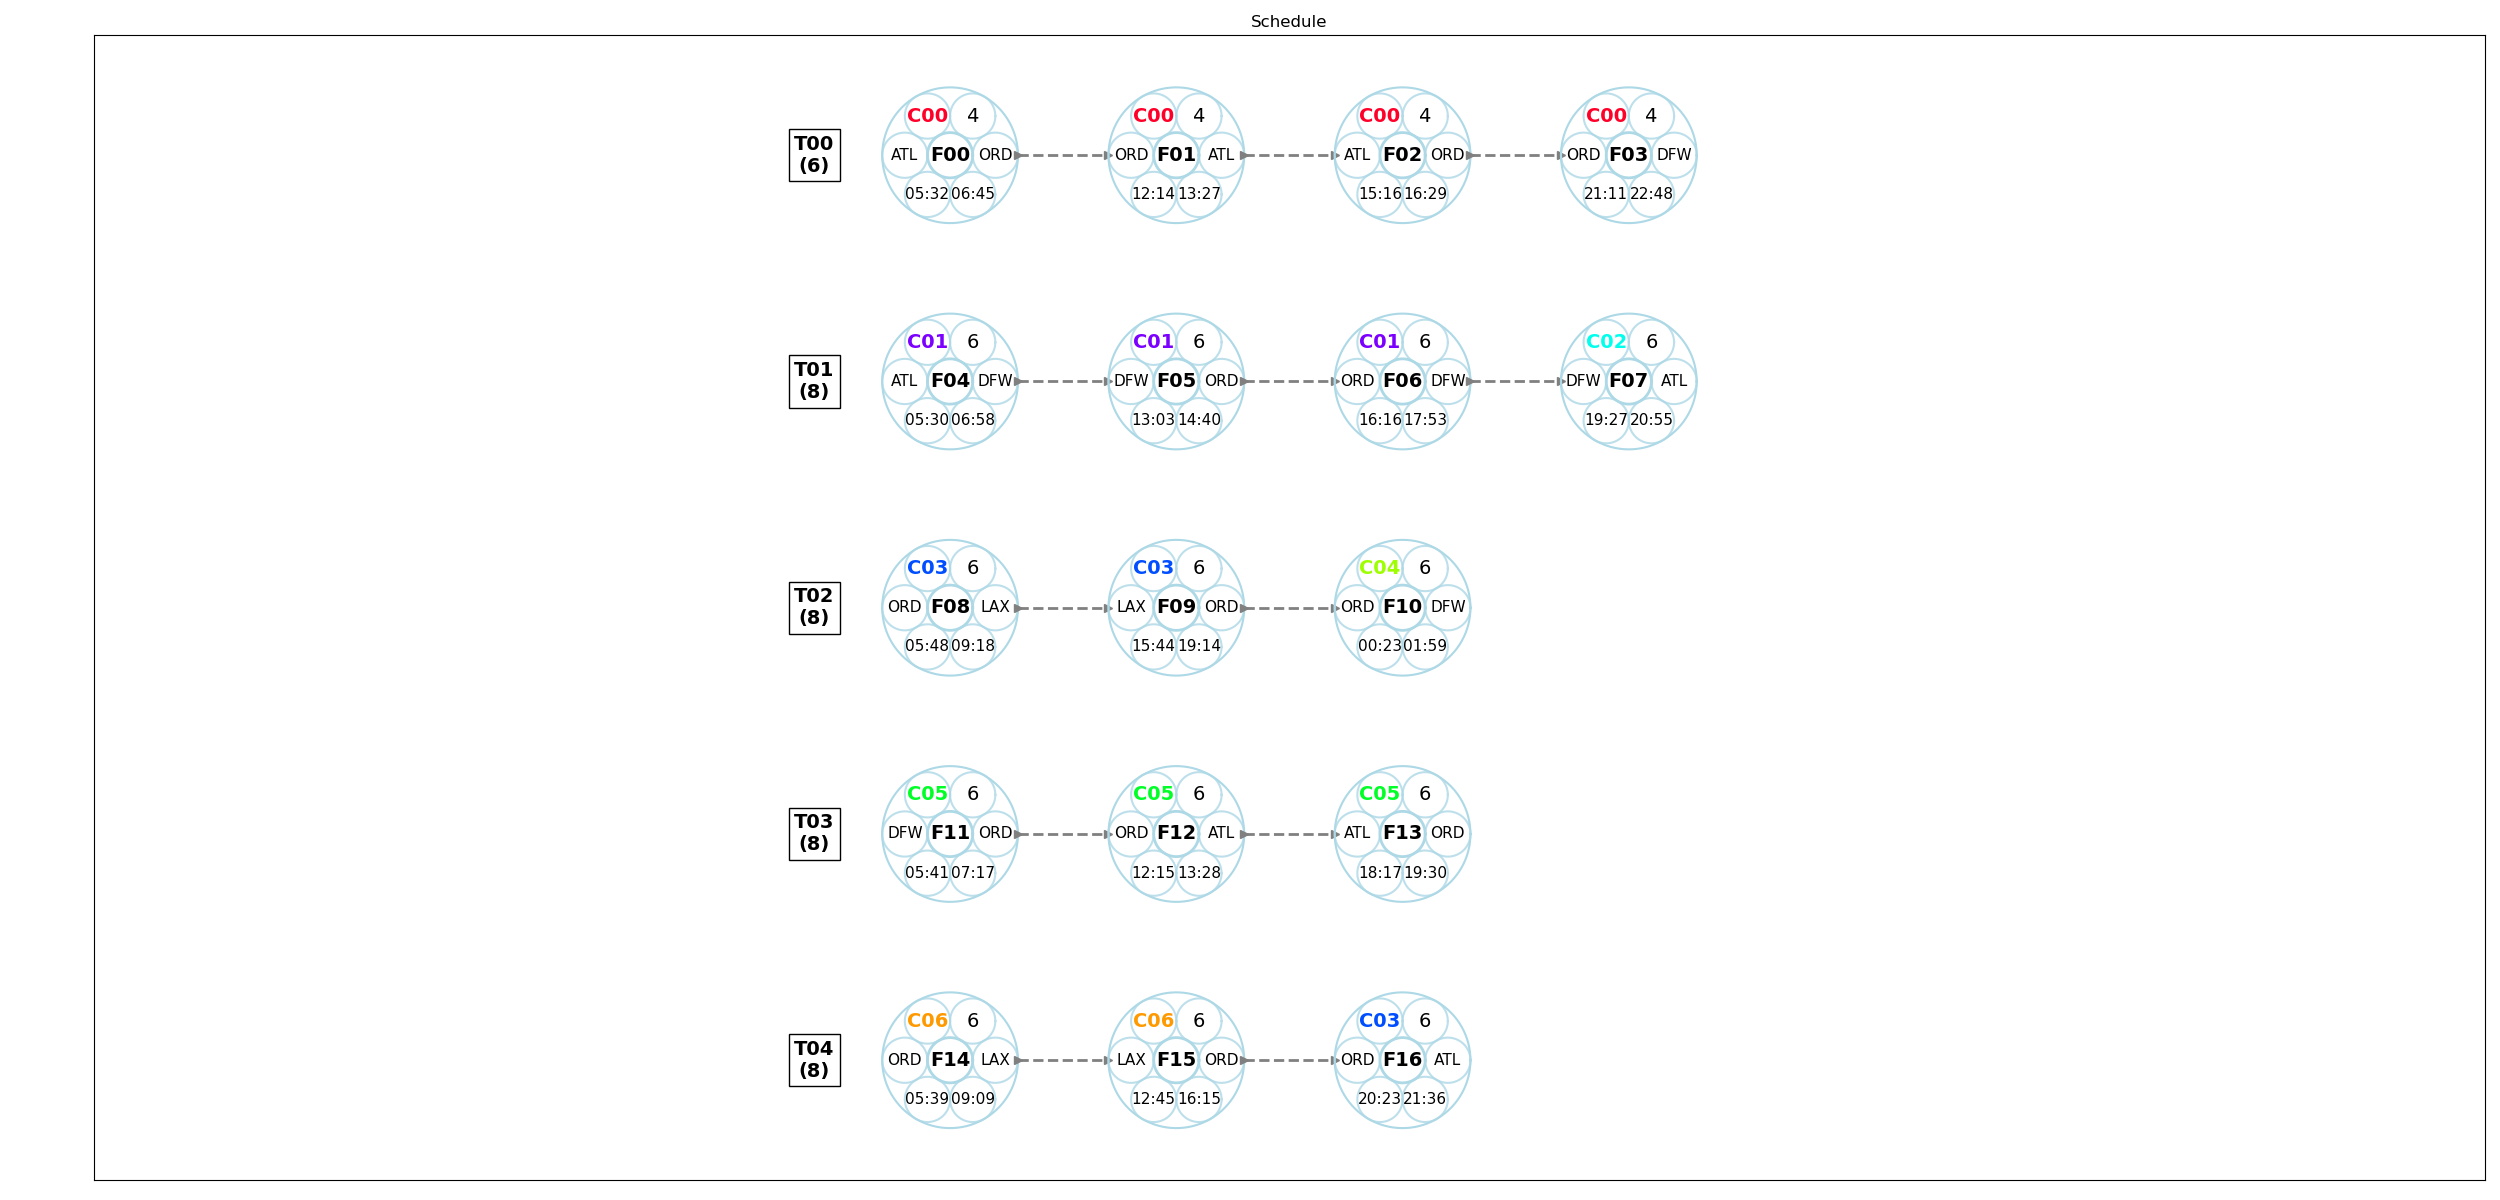 Schedule
C00 4 C00 4 C00 4 C00 4
T00 ATL F00 ORD ORD F01 ATL ATL F02 ORD ORD F03 DFW
(6)
05:32 06:45 12:14 13:27 15:16 16:29 21:11 22:48
C01 6 C01 6 C01 6 C02 6
T01 ATL F04 DFW DFW F05 ORD ORD F06 DFW DFW F07 ATL
(8)
05:30 06:58 13:03 14:40 16:16 17:53 19:27 20:55
C03 6 C03 6 C04 6
T02 ORD F08 LAX LAX F09 ORD ORD F10 DFW
(8)
05:48 09:18 15:44 19:14 00:23 01:59
C05 6 C05 6 C05 6
T03 DFW F11 ORD ORD F12 ATL ATL F13 ORD
(8)
05:41 07:17 12:15 13:28 18:17 19:30
C06 6 C06 6 C03 6
T04 ORD F14 LAX LAX F15 ORD ORD F16 ATL
(8)
05:39 09:09 12:45 16:15 20:23 21:36